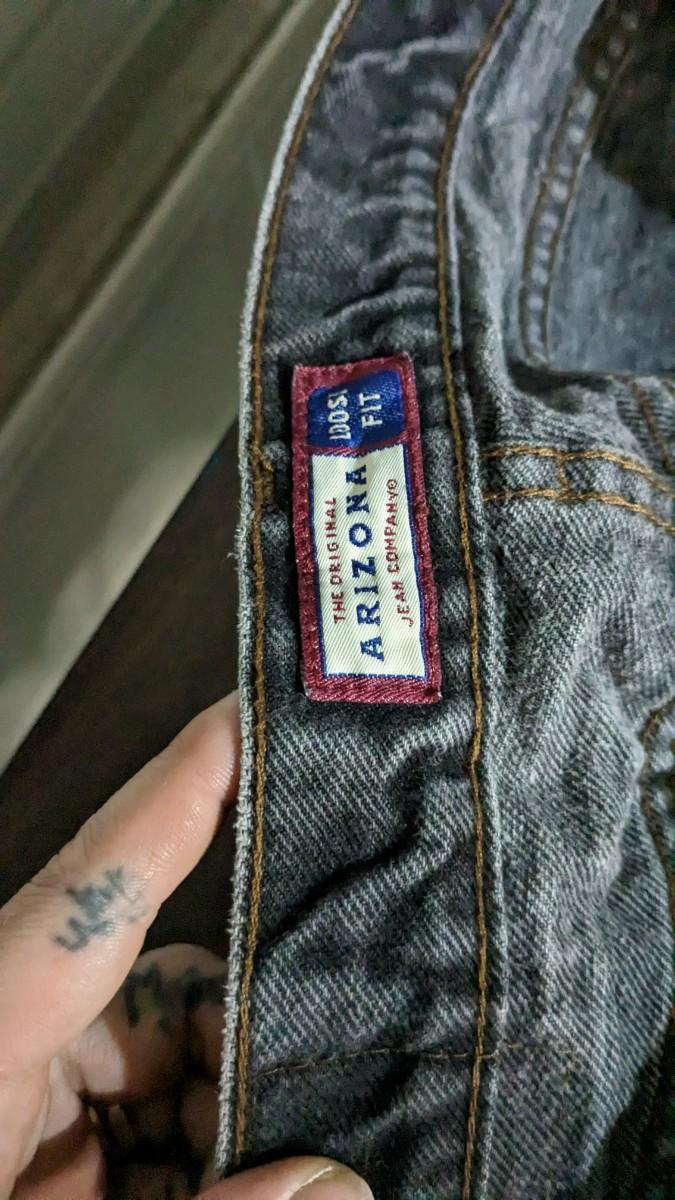 THE ORIGINAL
ARIZONA
JEAN COMPANY®
LOOSE
FIT